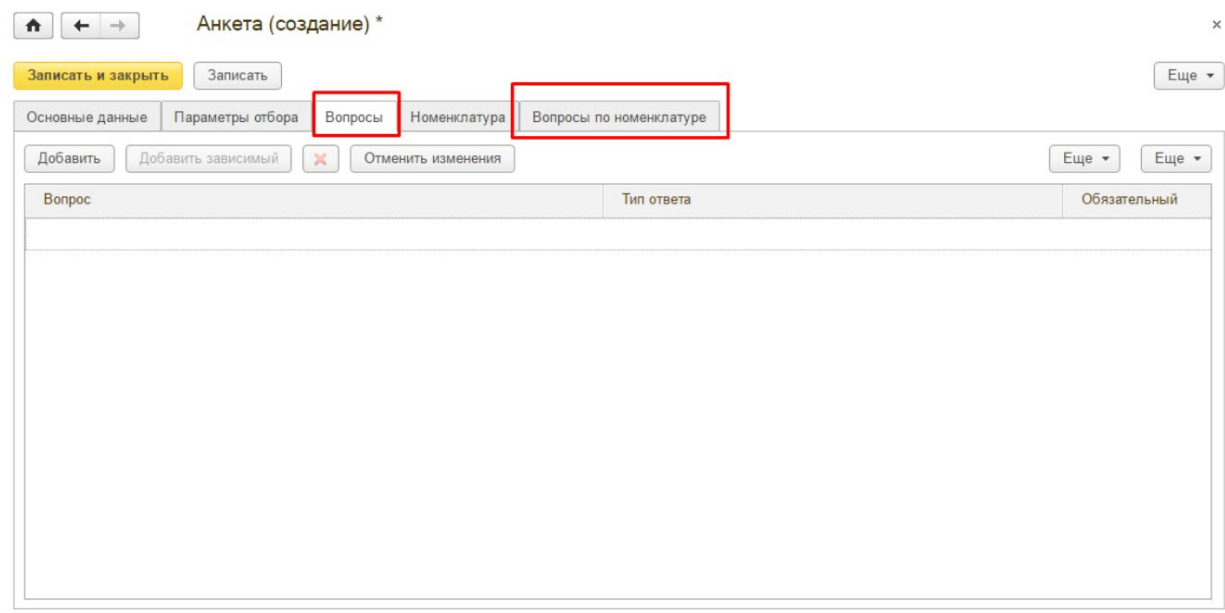 Анкета (создание) *
Записать и закрыть Записать Еще
Основные данные Параметры отбора Вопросы Номенклатура Вопросы по номенклатуре
Добавить Добавить зависимый Отменить изменения Еще Еще
Вопрос Тип ответа Обязательный